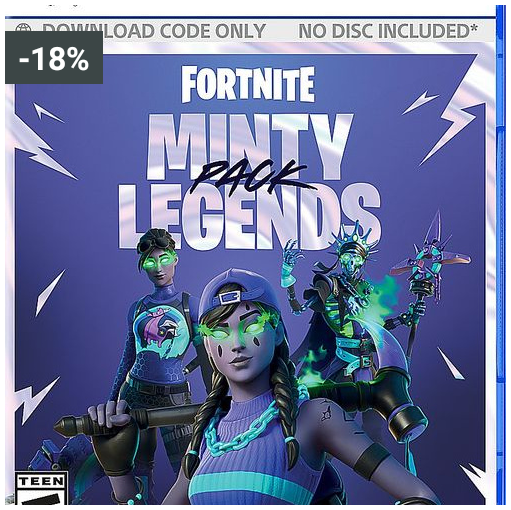 DOWNLOAD CODE ONLY NO DISC INCLUDED*
-18%
FORTNITE
MINTY
PACK
LEGENDS
TEEN